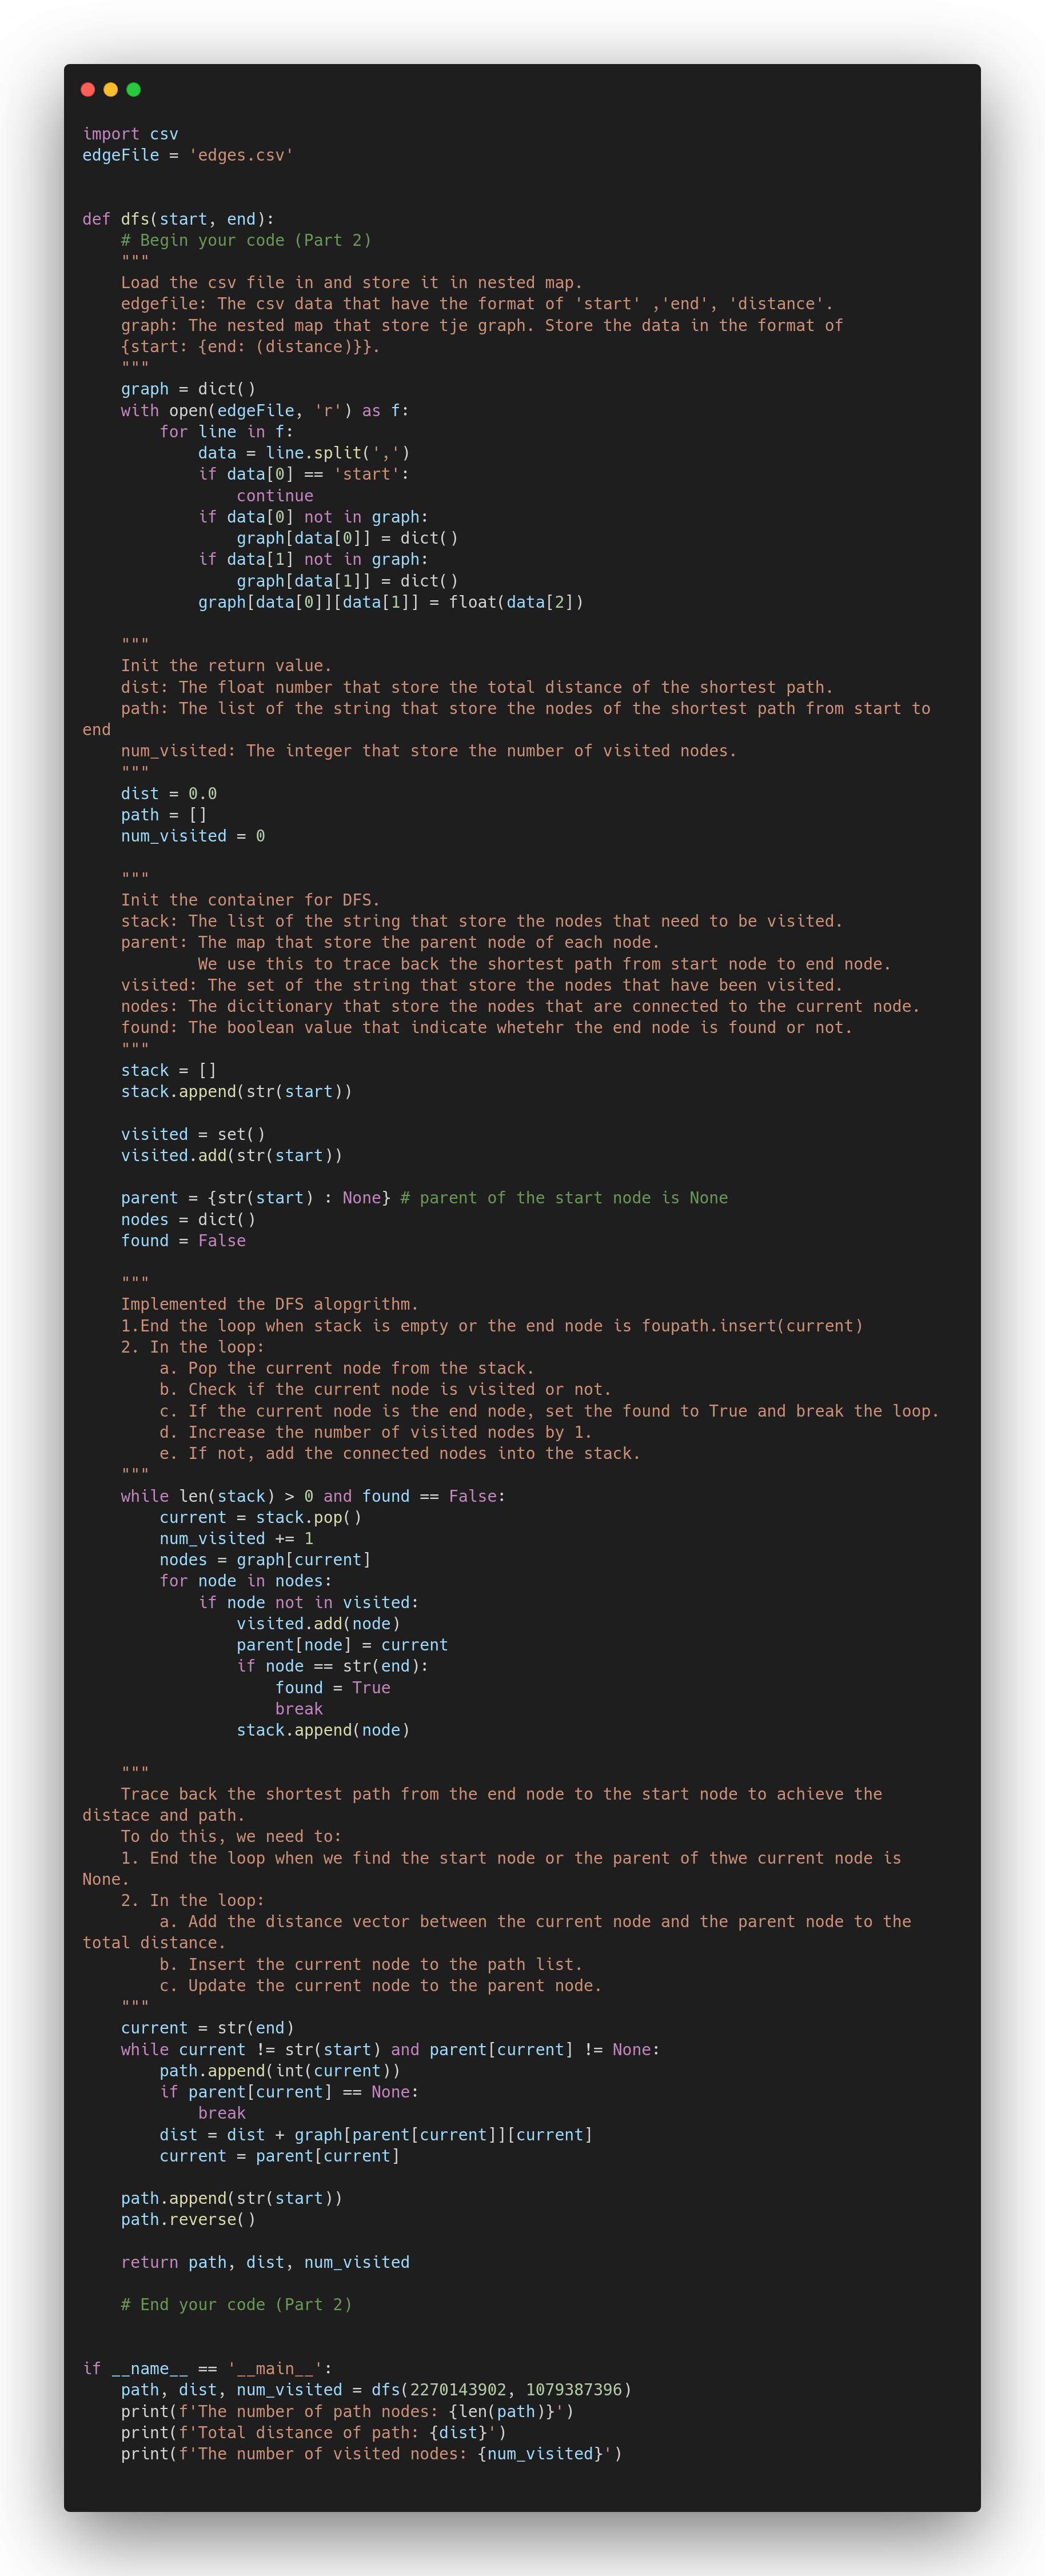 import csv
edgeFile = 'edges.csv'


def dfs(start, end):
    # Begin your code (Part 2)
    """
    Load the csv file in and store it in nested map.
    edgefile: The csv data that have the format of 'start' ,'end', 'distance'.
    graph: The nested map that store tje graph. Store the data in the format of
    {start: {end: (distance)}}.
    """
    graph = dict()
    with open(edgeFile, 'r') as f:
        for line in f:
            data = line.split(',')
            if data[0] == 'start':
                continue
            if data[0] not in graph:
                graph[data[0]] = dict()
            if data[1] not in graph:
                graph[data[1]] = dict()
            graph[data[0]][data[1]] = float(data[2])

    """
    Init the return value.
    dist: The float number that store the total distance of the shortest path.
    path: The list of the string that store the nodes of the shortest path from start to
end
    num_visited: The integer that store the number of visited nodes.
    """
    dist = 0.0
    path = []
    num_visited = 0

    """
    Init the container for DFS.
    stack: The list of the string that store the nodes that need to be visited.
    parent: The map that store the parent node of each node.
            We use this to trace back the shortest path from start node to end node.
    visited: The set of the string that store the nodes that have been visited.
    nodes: The dicitionary that store the nodes that are connected to the current node.
    found: The boolean value that indicate whetehr the end node is found or not.
    """
    stack = []
    stack.append(str(start))

    visited = set()
    visited.add(str(start))

    parent = {str(start) : None} # parent of the start node is None
    nodes = dict()
    found = False

    """
    Implemented the DFS alopgrithm.
    1.End the loop when stack is empty or the end node is foupath.insert(current)
    2. In the loop:
        a. Pop the current node from the stack.
        b. Check if the current node is visited or not.
        c. If the current node is the end node, set the found to True and break the loop.
        d. Increase the number of visited nodes by 1.
        e. If not, add the connected nodes into the stack.
    """
    while len(stack) > 0 and found == False:
        current = stack.pop()
        num_visited += 1
        nodes = graph[current]
        for node in nodes:
            if node not in visited:
                visited.add(node)
                parent[node] = current
                if node == str(end):
                    found = True
                    break
                stack.append(node)

    """
    Trace back the shortest path from the end node to the start node to achieve the
distace and path.
    To do this, we need to:
    1. End the loop when we find the start node or the parent of thwe current node is
None.
    2. In the loop:
        a. Add the distance vector between the current node and the parent node to the
total distance.
        b. Insert the current node to the path list.
        c. Update the current node to the parent node.
    """
    current = str(end)
    while current != str(start) and parent[current] != None:
        path.append(int(current))
        if parent[current] == None:
            break
        dist = dist + graph[parent[current]][current]
        current = parent[current]

    path.append(str(start))
    path.reverse()

    return path, dist, num_visited

    # End your code (Part 2)


if __name__ == '__main__':
    path, dist, num_visited = dfs(2270143902, 1079387396)
    print(f'The number of path nodes: {len(path)}')
    print(f'Total distance of path: {dist}')
    print(f'The number of visited nodes: {num_visited}')